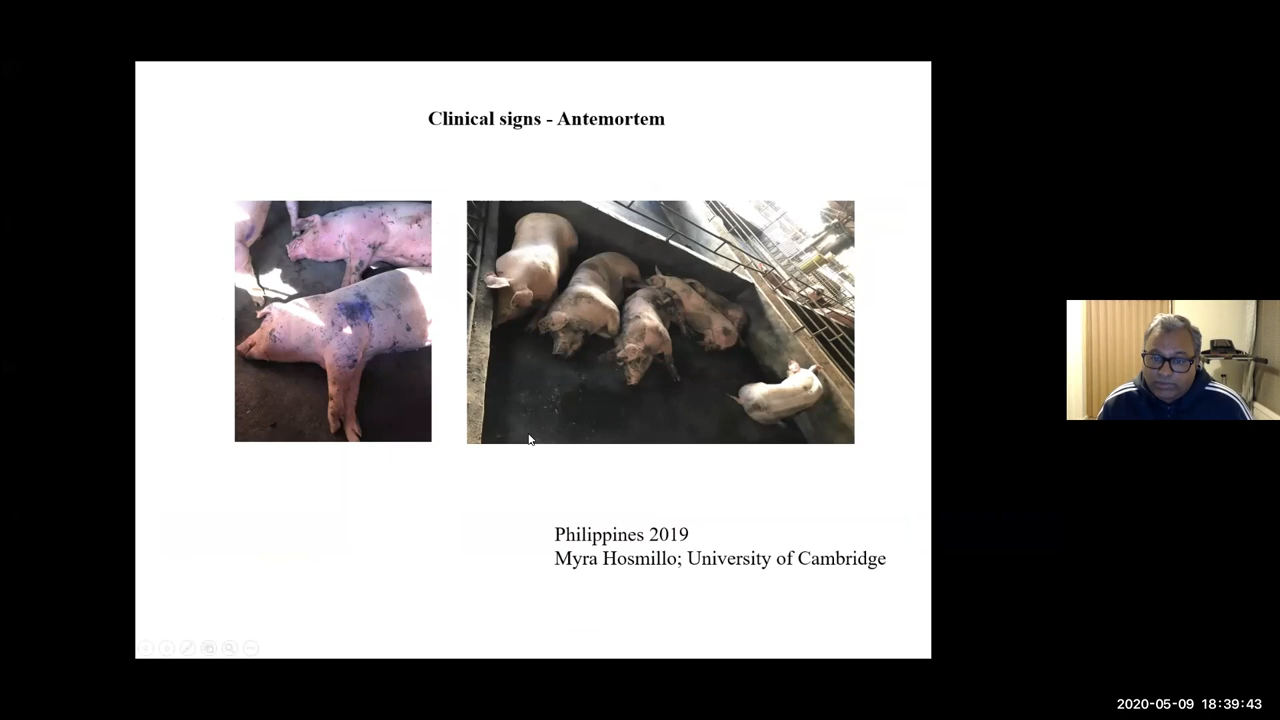 Clinical signs - Antemortem
Philippines 2019
Myra Hosmillo; University of Cambridge
2020-05-09 18:39:43